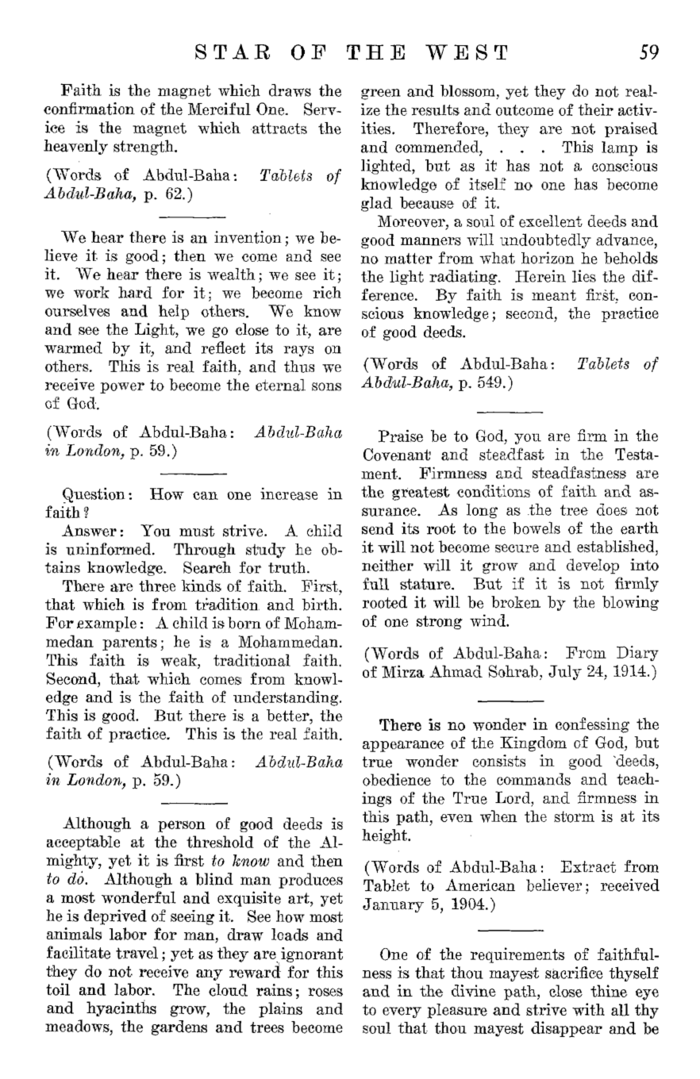 STAR OF THE WEST 59
Faith is the magnet which draws the
confirmation of the Merciful One. Serv-
ice is the magnet which attracts the
heavenly strength.
(Words of Abdul-Baha: Tablets of
Abdul-Baha, p. 62.)
We hear there is an invention; we be-
lieve it is good; then we come and see
it. We hear there is wealth; we see it;
we work hard for it; we become rich
ourselves and help others. We know
and see the Light, we go close to it, are
warmed by it, and reflect its rays on
others. This is real faith, and thus we
receive power to become the eternal sons
of God.
(Words of Abdul-Baha: Abdul-Baha
in London, p. 59.)
Question: How can one increase in
faith?
Answer: You must strive. A child
is uninformed. Through study he ob-
tains knowledge. Search for truth.
There are three kinds of faith. First,
that which is from tradition and birth.
For example: A child is born of Moham-
medan parents; he is a Mohammedan.
This faith is weak, traditional faith.
Second, that which comes from knowl-
edge and is the faith of understanding.
This is good. But there is a better, the
faith of practice. This is the real faith.
(Words of Abdul-Baha: Abdul-Baha
in London, p. 59.)
Although a person of good deeds is
acceptable at the threshold of the Al-
mighty, yet it is first to know and then
to do. Although a blind man produces
a most wonderful and exquisite art, yet
he is deprived of seeing it. See how most
animals labor for man, draw loads and
facilitate travel; yet as they are ignorant
they do not receive any reward for this
toil and labor. The cloud rains; roses
and hyacinths grow, the plains and
meadows, the gardens and trees become
green and blossom, yet they do not real-
ize the results and outcome of their activ-
ities. Therefore, they are not praised
and commended, . . . This lamp is
lighted, but as it has not a conscious
knowledge of itself no one has become
glad because of it.
Moreover, a soul of excellent deeds and
good manners will undoubtedly advance,
no matter from what horizon he beholds
the light radiating. Herein lies the dif-
ference. By faith is meant first, con-
scious knowledge; second, the practice
of good deeds.
(Words of Abdul-Baha: Tablets of
Abdul-Baha, p. 549.)
Praise be to God, you are firm in the
Covenant and steadfast in the Testa-
ment. Firmness and steadfastness are
the greatest conditions of faith and as-
surance. As long as the tree does not
send its root to the bowels of the earth
it will not become secure and established,
neither will it grow and develop into
full stature. But if it is not firmly
rooted it will be broken by the blowing
of one strong wind.
(Words of Abdul-Baha: From Diary
of Mirza Ahmad Sohrab, July 24, 1914.)
There is no wonder in confessing the
appearance of the Kingdom of God, but
true wonder consists in good deeds,
obedience to the commands and teach-
ings of the True Lord, and firmness in
this path, even when the storm is at its
height.
(Words of Abdul-Baha: Extract from
Tablet to American believer; received
January 5, 1904.)
One of the requirements of faithful-
ness is that thou mayest sacrifice thyself
and in the divine path, close thine eye
to every pleasure and strive with all thy
soul that thou mayest disappear and be